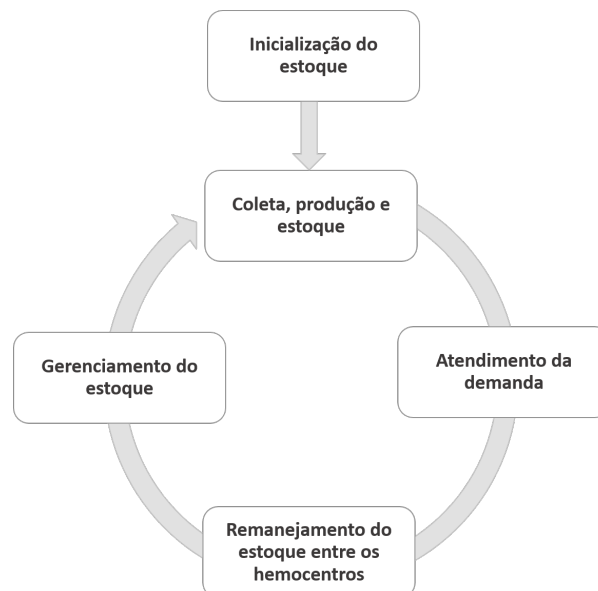 Inicialização do
estoque
Coleta, produção e
estoque
Atendimento da
demanda
Remanejamento do
estoque entre os
hemocentros
Gerenciamento do
estoque